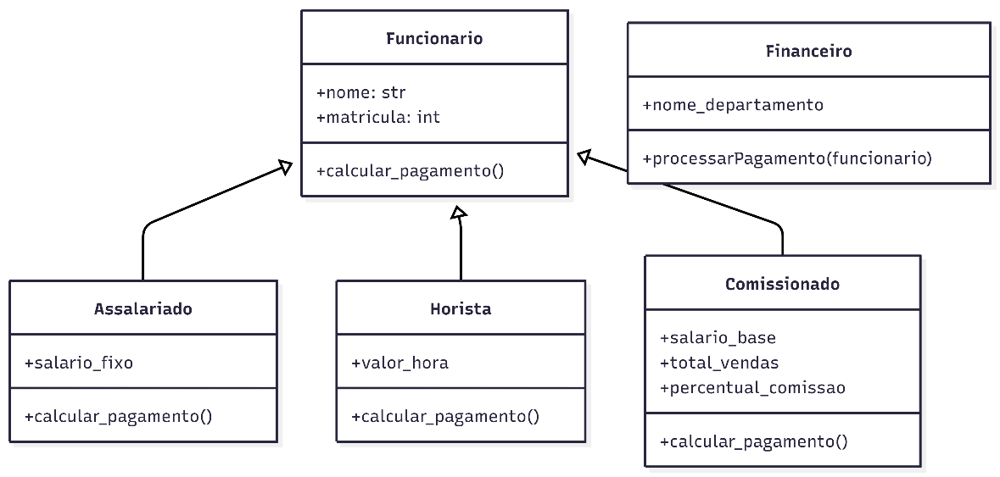 Funcionario
+nome: str
+matricula: int
+calcular_pagamento()
Financeiro
+nome_departamento
+processarPagamento(funcionario)
Assalariado
+salario_fixo
+calcular_pagamento()
Horista
+valor_hora
+calcular_pagamento()
Comissionado
+salario_base
+total_vendas
+percentual_comissao
+calcular_pagamento()